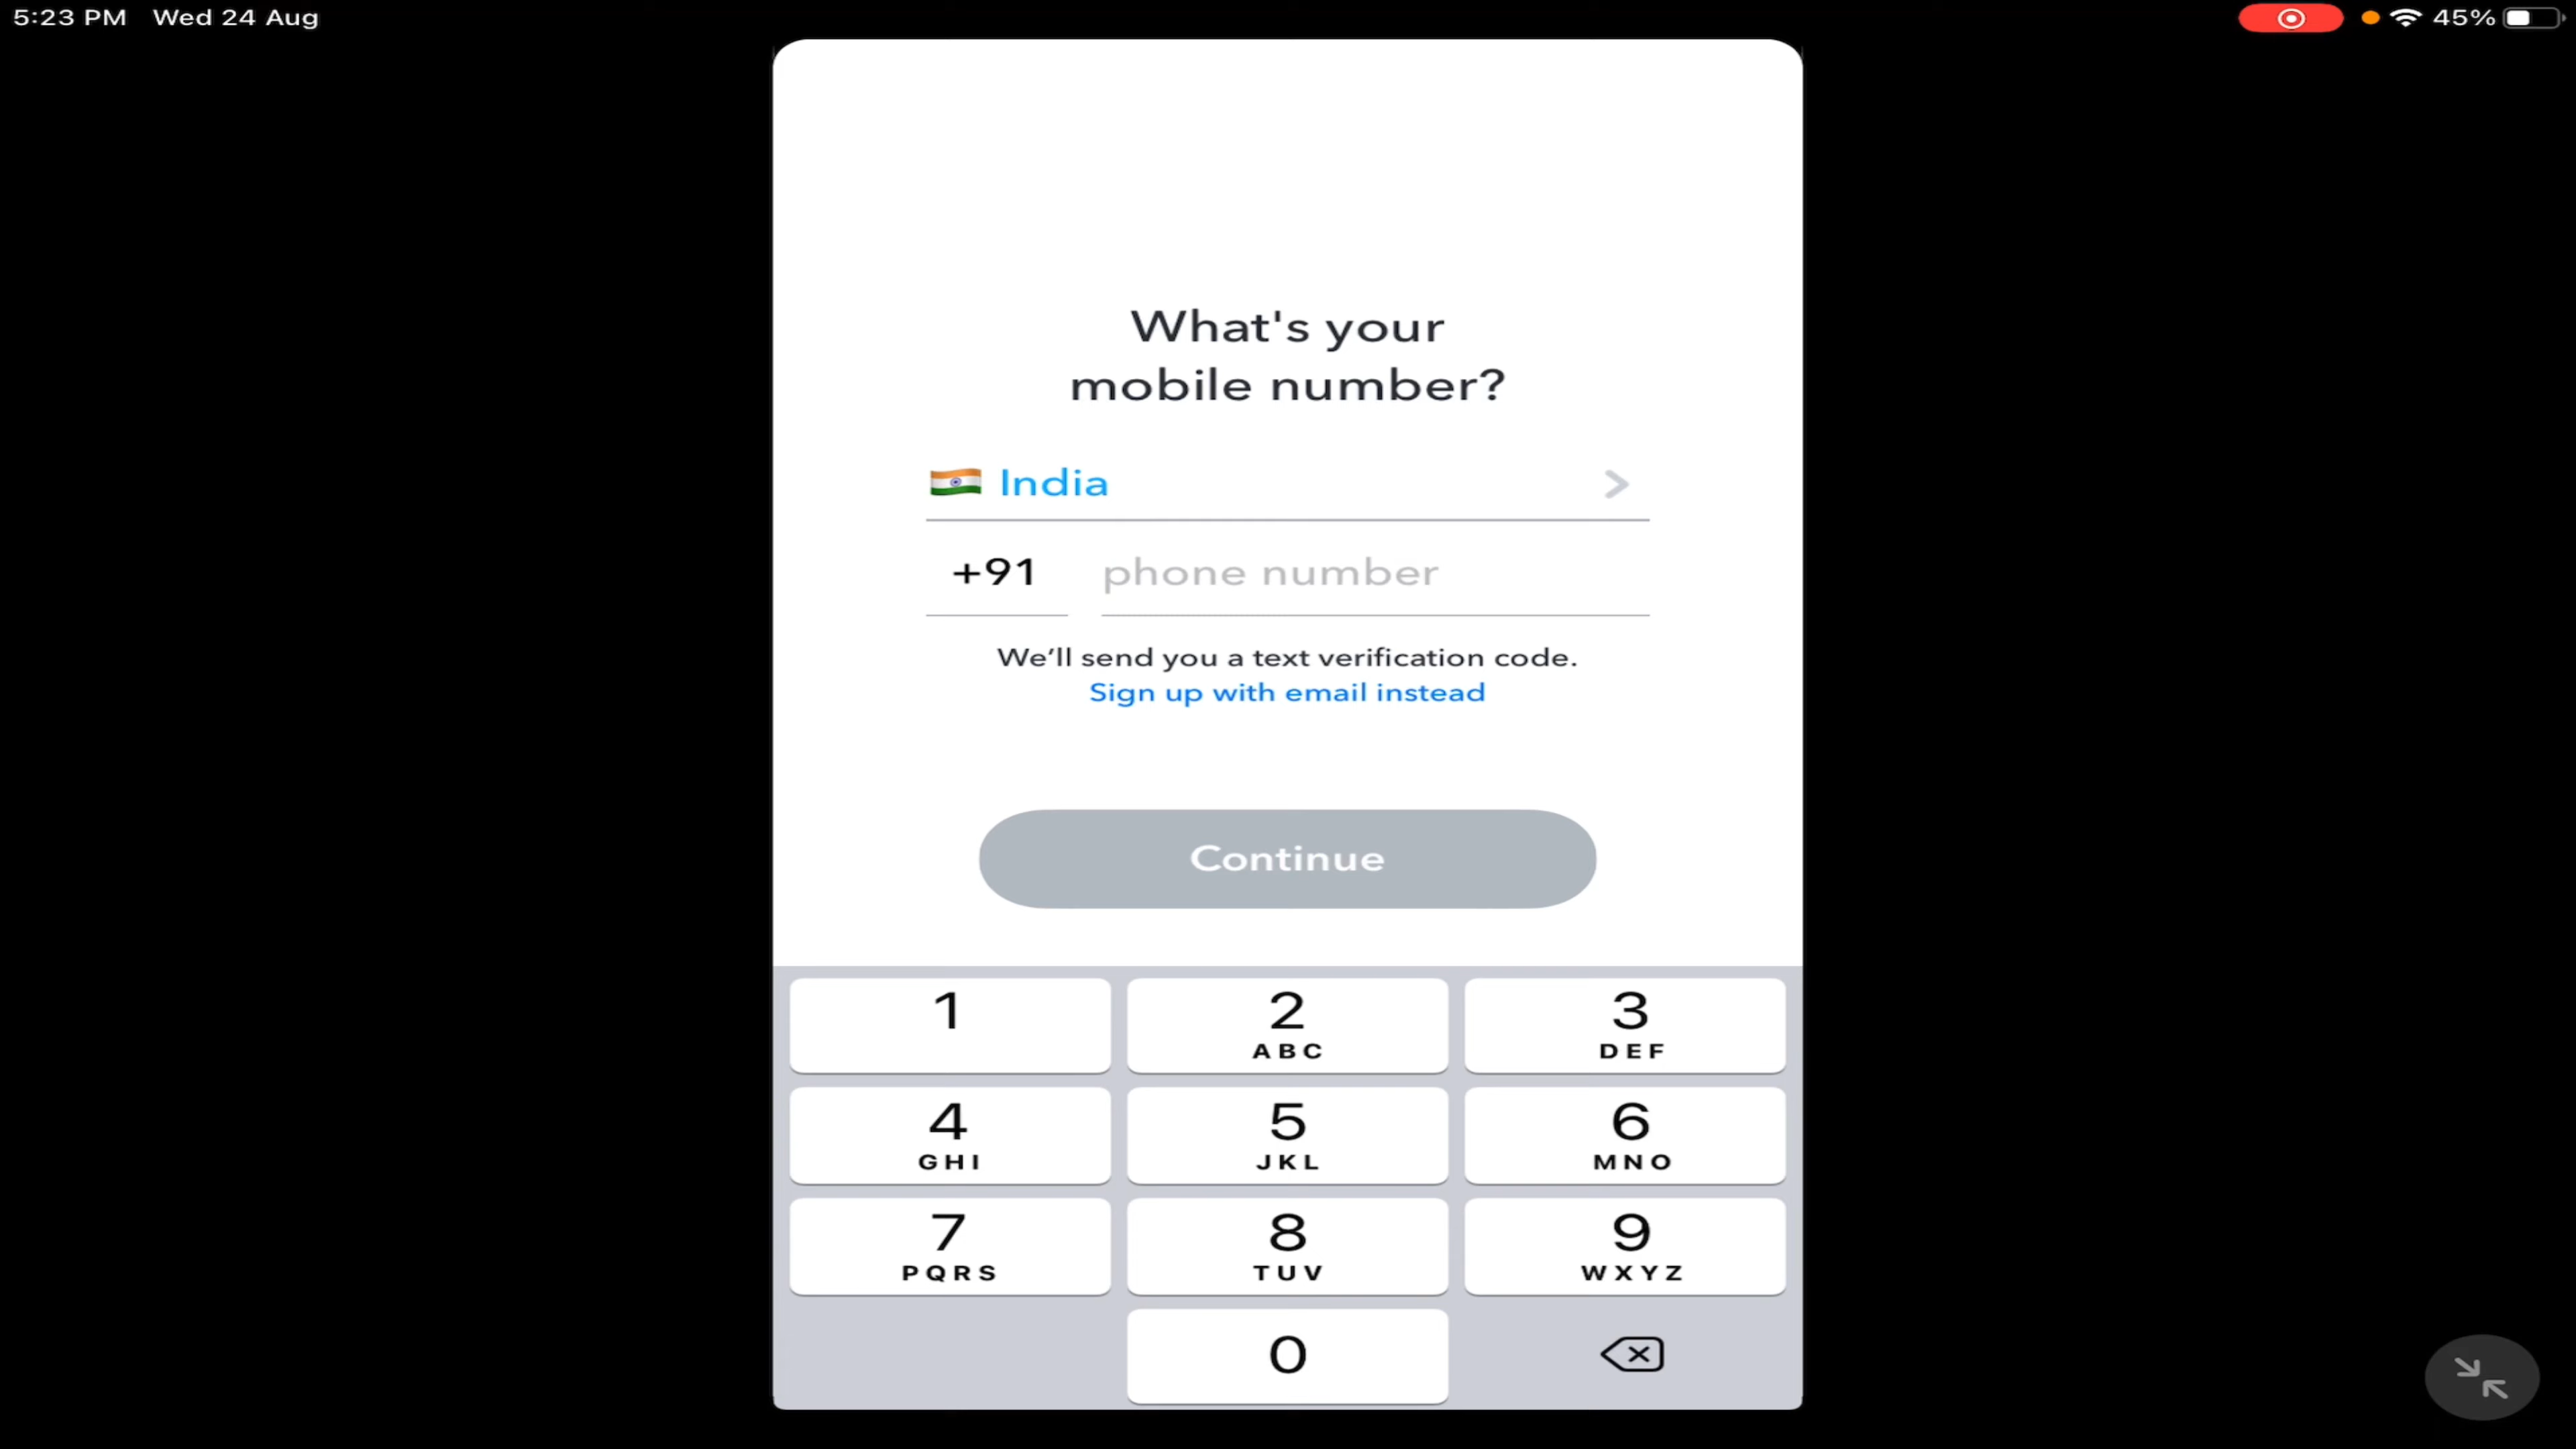 5:23 PM Wed 24 Aug
45%
What's your
mobile number?
India
+91 phone number
We’ll send you a text verification code.
Sign up with email instead
Continue
1 2 3
ABC DEF
4 5 6
GHI JKL MNO
7 8 9
PQRS TUV WXYZ
0